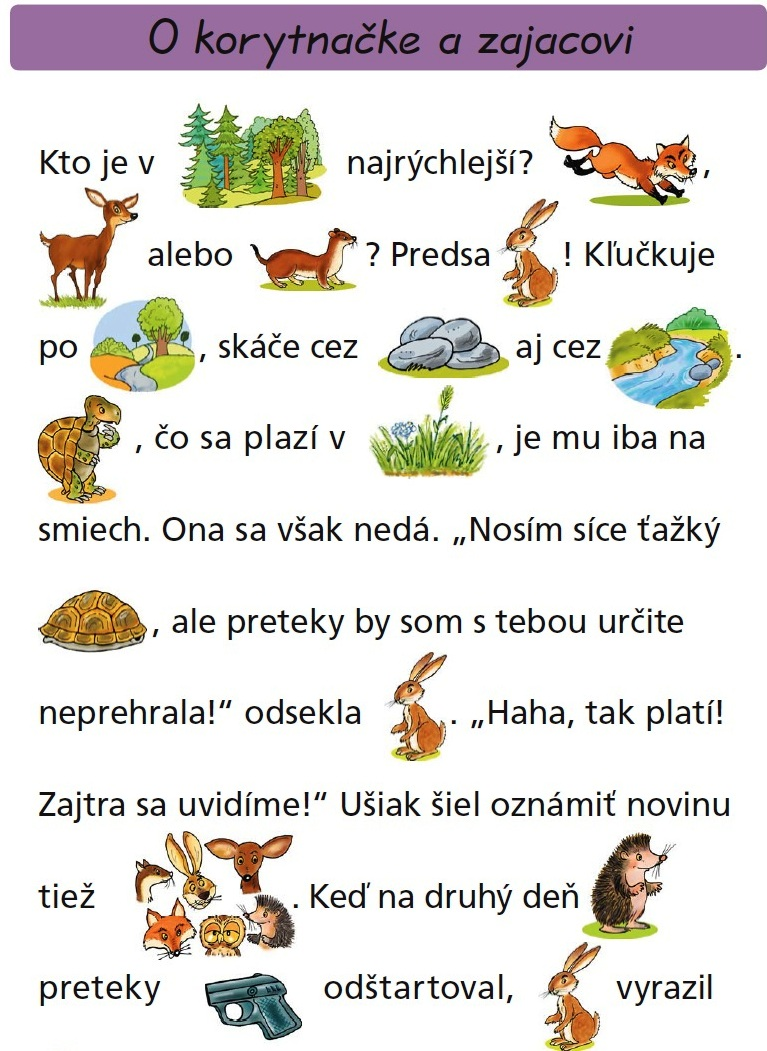 O korytnačke a zajacovi
Kto je v najrýchlejší? ,
alebo ? Predsa ! Kľučkuje
po , skáče cez aj cez .
, čo sa plazí v , je mu iba na
smiech. Ona sa však nedá. „Nosím síce ťažký
, ale preteky by som s tebou určite
neprehrala!“ odsekla . „Haha, tak platí!
Zajtra sa uvidíme!“ Ušiak šiel oznámiť novinu
tiež . Keď na druhý deň
preteky odštartoval, vyrazil